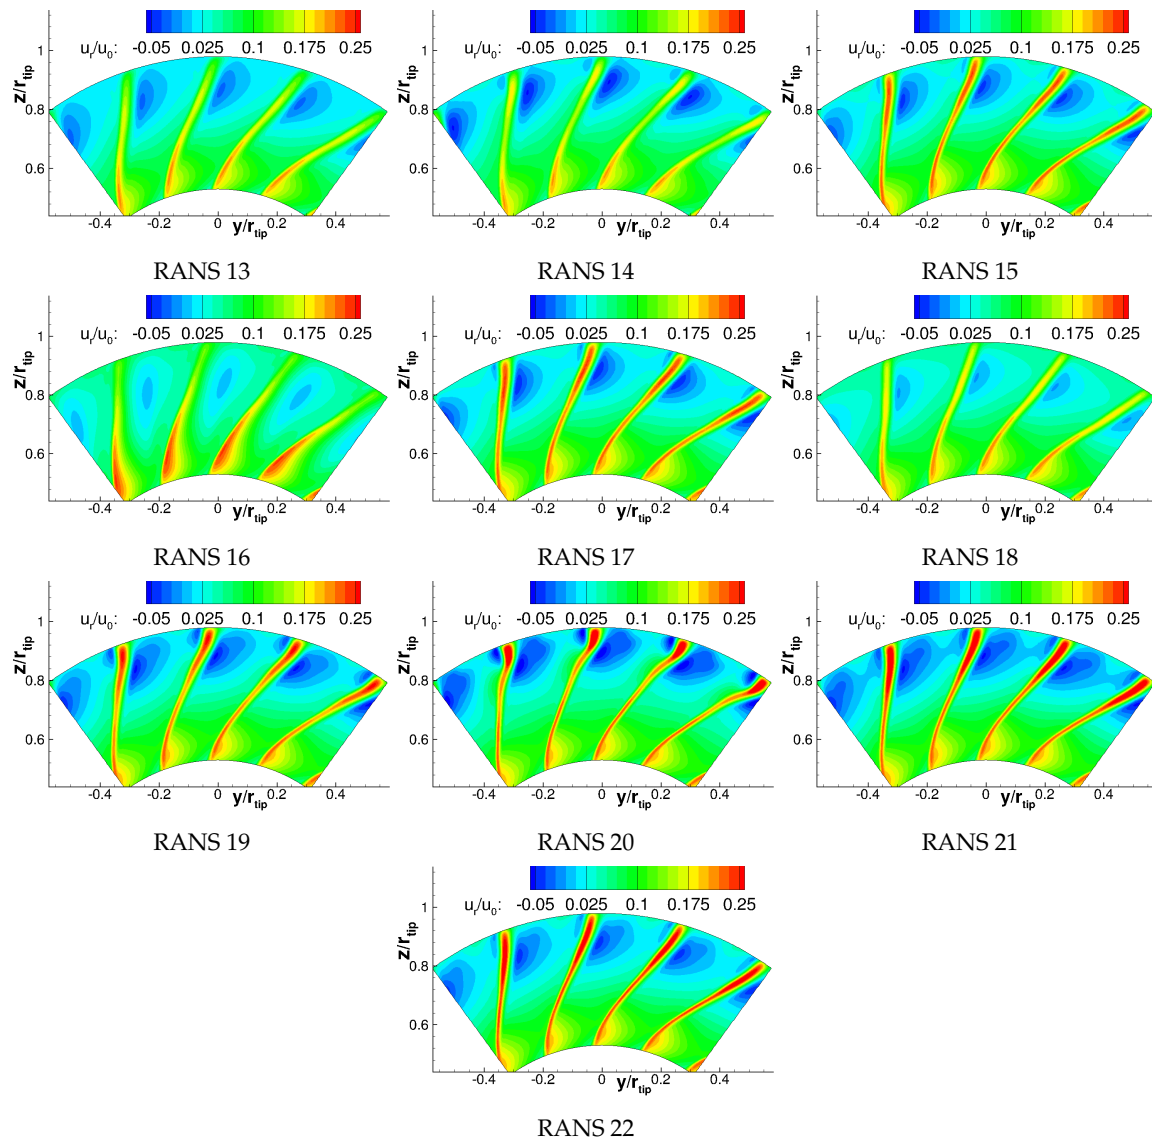 u_r/u_0: -0.05 0.025 0.1 0.175 0.25
u_r/u_0: -0.05 0.025 0.1 0.175 0.25
u_r/u_0: -0.05 0.025 0.1 0.175 0.25
z/r_tip 1 0.8 0.6
z/r_tip 1 0.8 0.6
z/r_tip 1 0.8 0.6
-0.4 -0.2 0 0.2 0.4
-0.4 -0.2 0 0.2 0.4
-0.4 -0.2 0 0.2 0.4
y/r_tip
y/r_tip
y/r_tip
RANS 13
RANS 14
RANS 15
u_r/u_0: -0.05 0.025 0.1 0.175 0.25
u_r/u_0: -0.05 0.025 0.1 0.175 0.25
u_r/u_0: -0.05 0.025 0.1 0.175 0.25
z/r_tip 1 0.8 0.6
z/r_tip 1 0.8 0.6
z/r_tip 1 0.8 0.6
-0.4 -0.2 0 0.2 0.4
-0.4 -0.2 0 0.2 0.4
-0.4 -0.2 0 0.2 0.4
y/r_tip
y/r_tip
y/r_tip
RANS 16
RANS 17
RANS 18
u_r/u_0: -0.05 0.025 0.1 0.175 0.25
u_r/u_0: -0.05 0.025 0.1 0.175 0.25
u_r/u_0: -0.05 0.025 0.1 0.175 0.25
z/r_tip 1 0.8 0.6
z/r_tip 1 0.8 0.6
z/r_tip 1 0.8 0.6
-0.4 -0.2 0 0.2 0.4
-0.4 -0.2 0 0.2 0.4
-0.4 -0.2 0 0.2 0.4
y/r_tip
y/r_tip
y/r_tip
RANS 19
RANS 20
RANS 21
u_r/u_0: -0.05 0.025 0.1 0.175 0.25
z/r_tip 1 0.8 0.6
-0.4 -0.2 0 0.2 0.4
y/r_tip
RANS 22